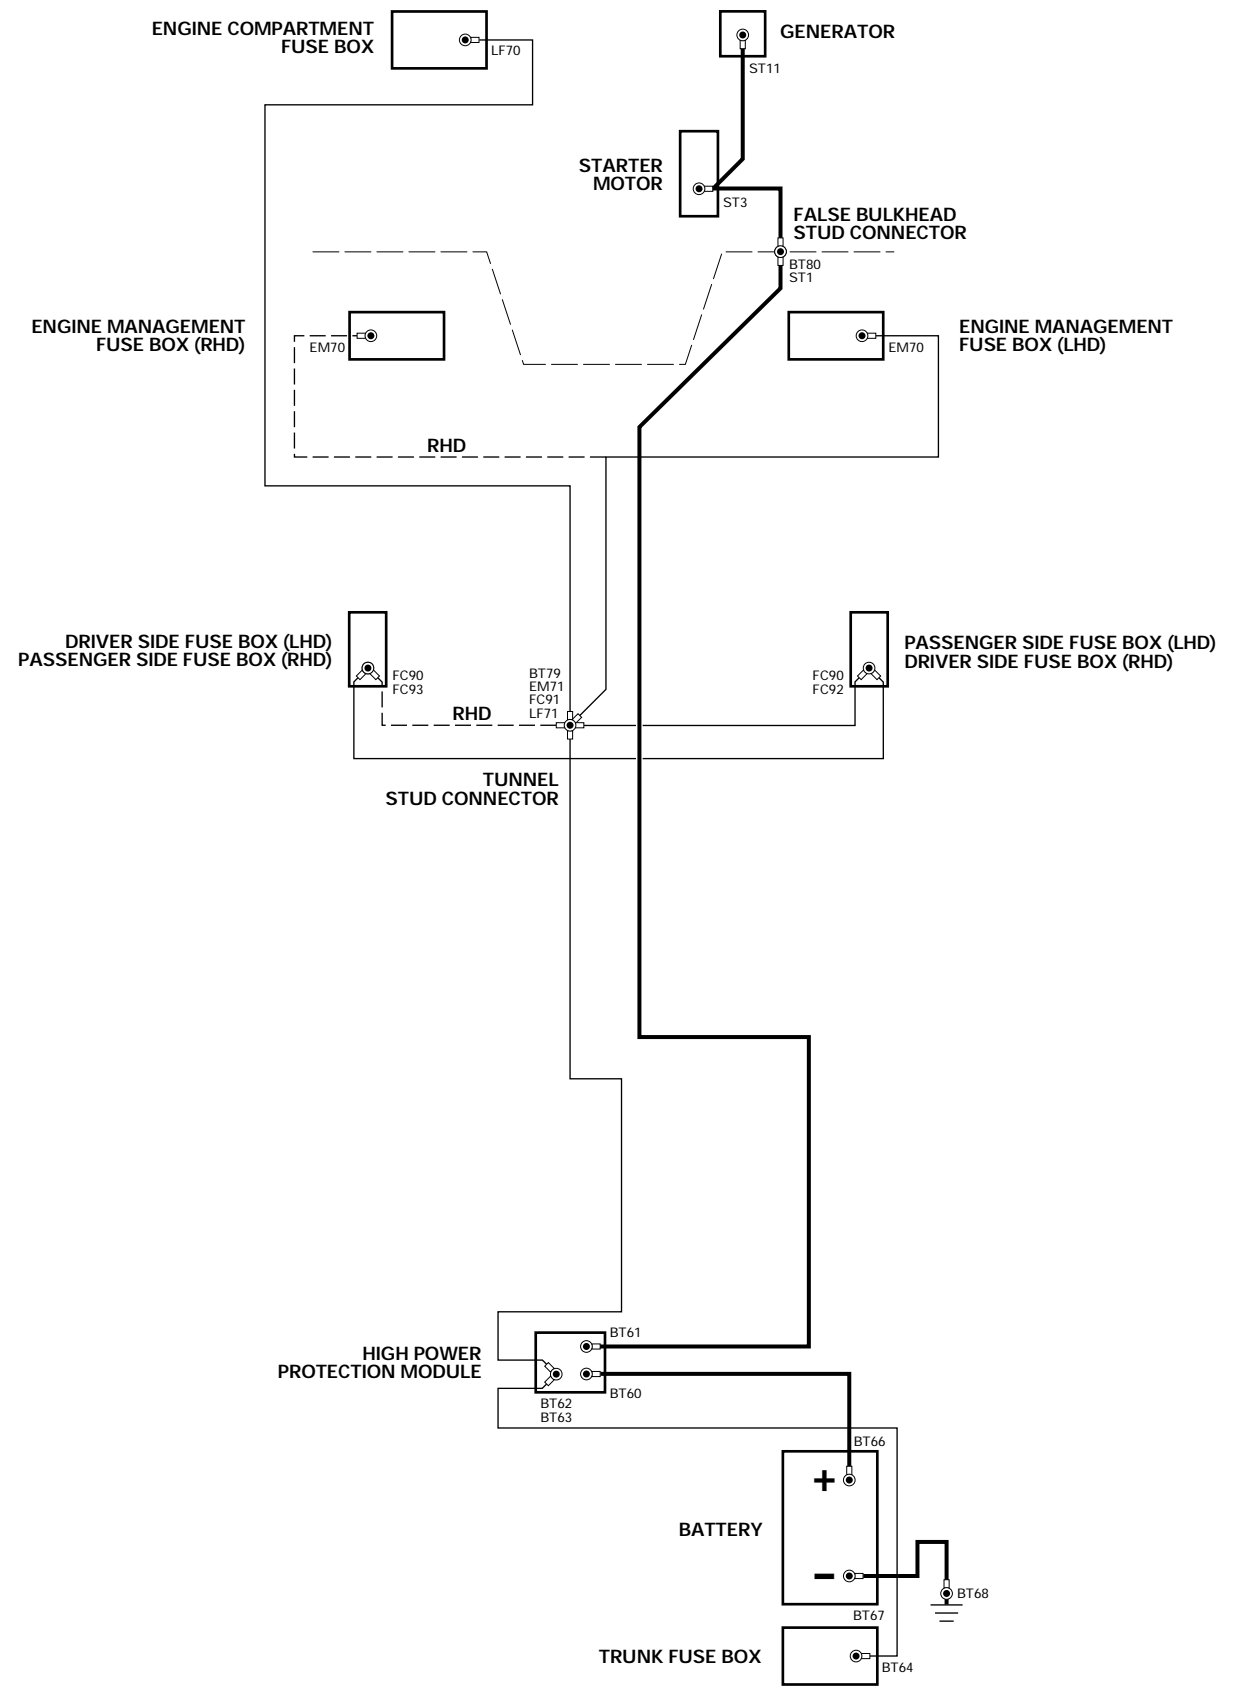 ENGINE COMPARTMENT
FUSE BOX
LF70
GENERATOR
ST11
STARTER
MOTOR
ST3
FALSE BULKHEAD
STUD CONNECTOR
BT80
ST1
ENGINE MANAGEMENT
FUSE BOX (RHD)
EM70
EM70
ENGINE MANAGEMENT
FUSE BOX (LHD)
RHD
DRIVER SIDE FUSE BOX (LHD)
PASSENGER SIDE FUSE BOX (RHD)
FC90
FC93
BT79
EM71
FC91
LF71
FC90
FC92
PASSENGER SIDE FUSE BOX (LHD)
DRIVER SIDE FUSE BOX (RHD)
RHD
TUNNEL
STUD CONNECTOR
HIGH POWER
PROTECTION MODULE
BT61
BT60
BT62
BT63
BT66
+
BATTERY
–
BT68
BT67
TRUNK FUSE BOX
BT64